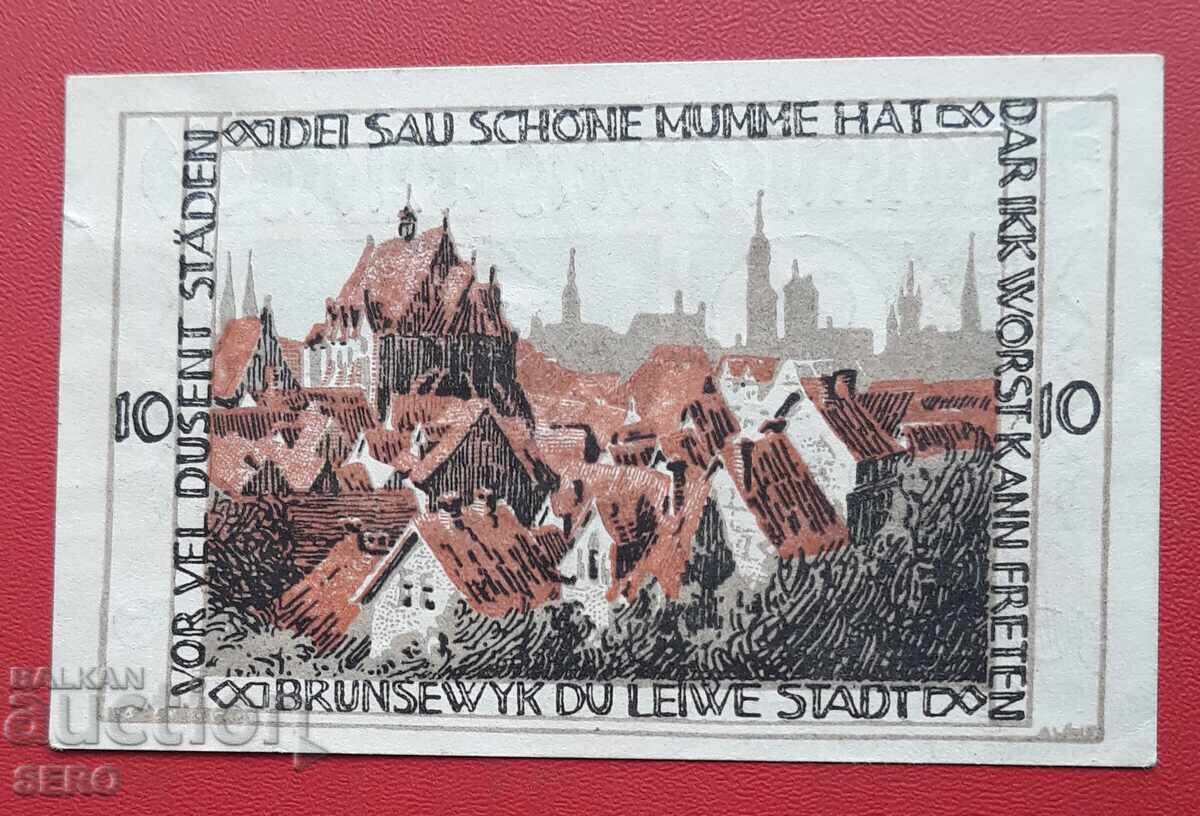 BRUNSEWYK DU LEIWE STADT
VOR VEL DUSENT STÄDEN
DEI SAU SCHÖNE MUMME HAT
DAR IKK WORST KANN FRETEN
10
10
BALKAN
auction
SERO